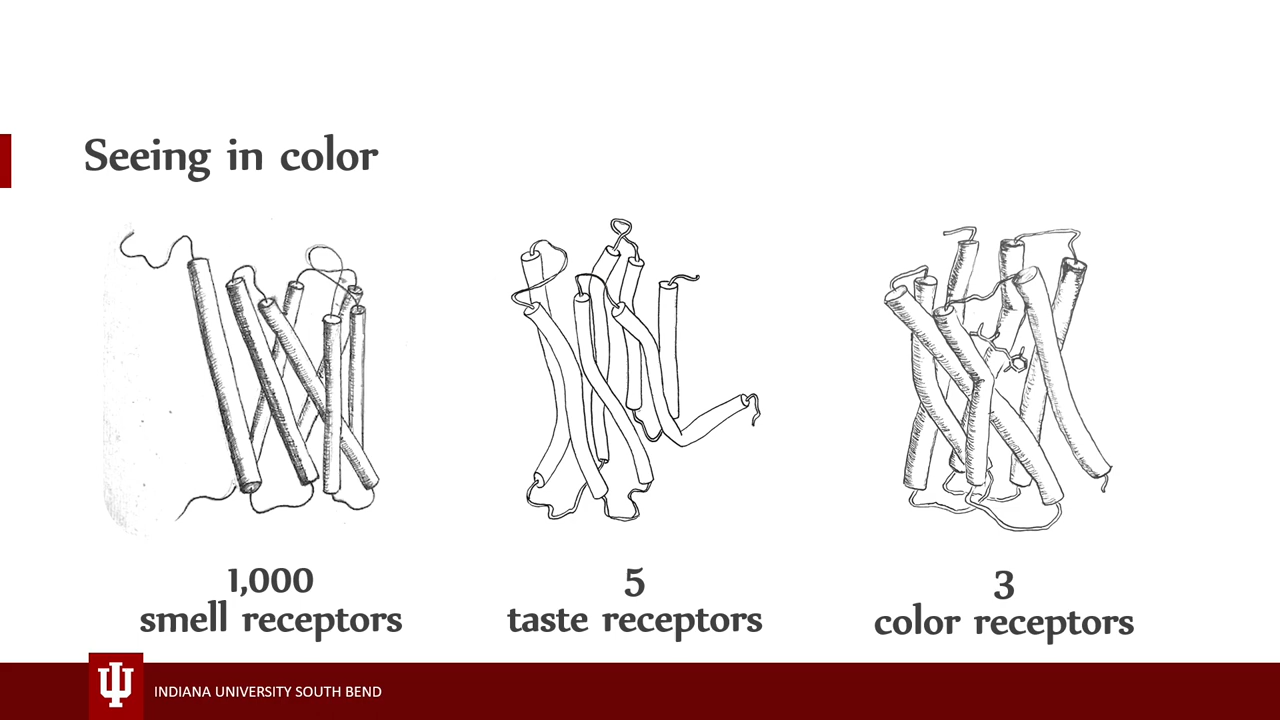 Seeing in color
1,000
smell receptors
5
taste receptors
3
color receptors
INDIANA UNIVERSITY SOUTH BEND